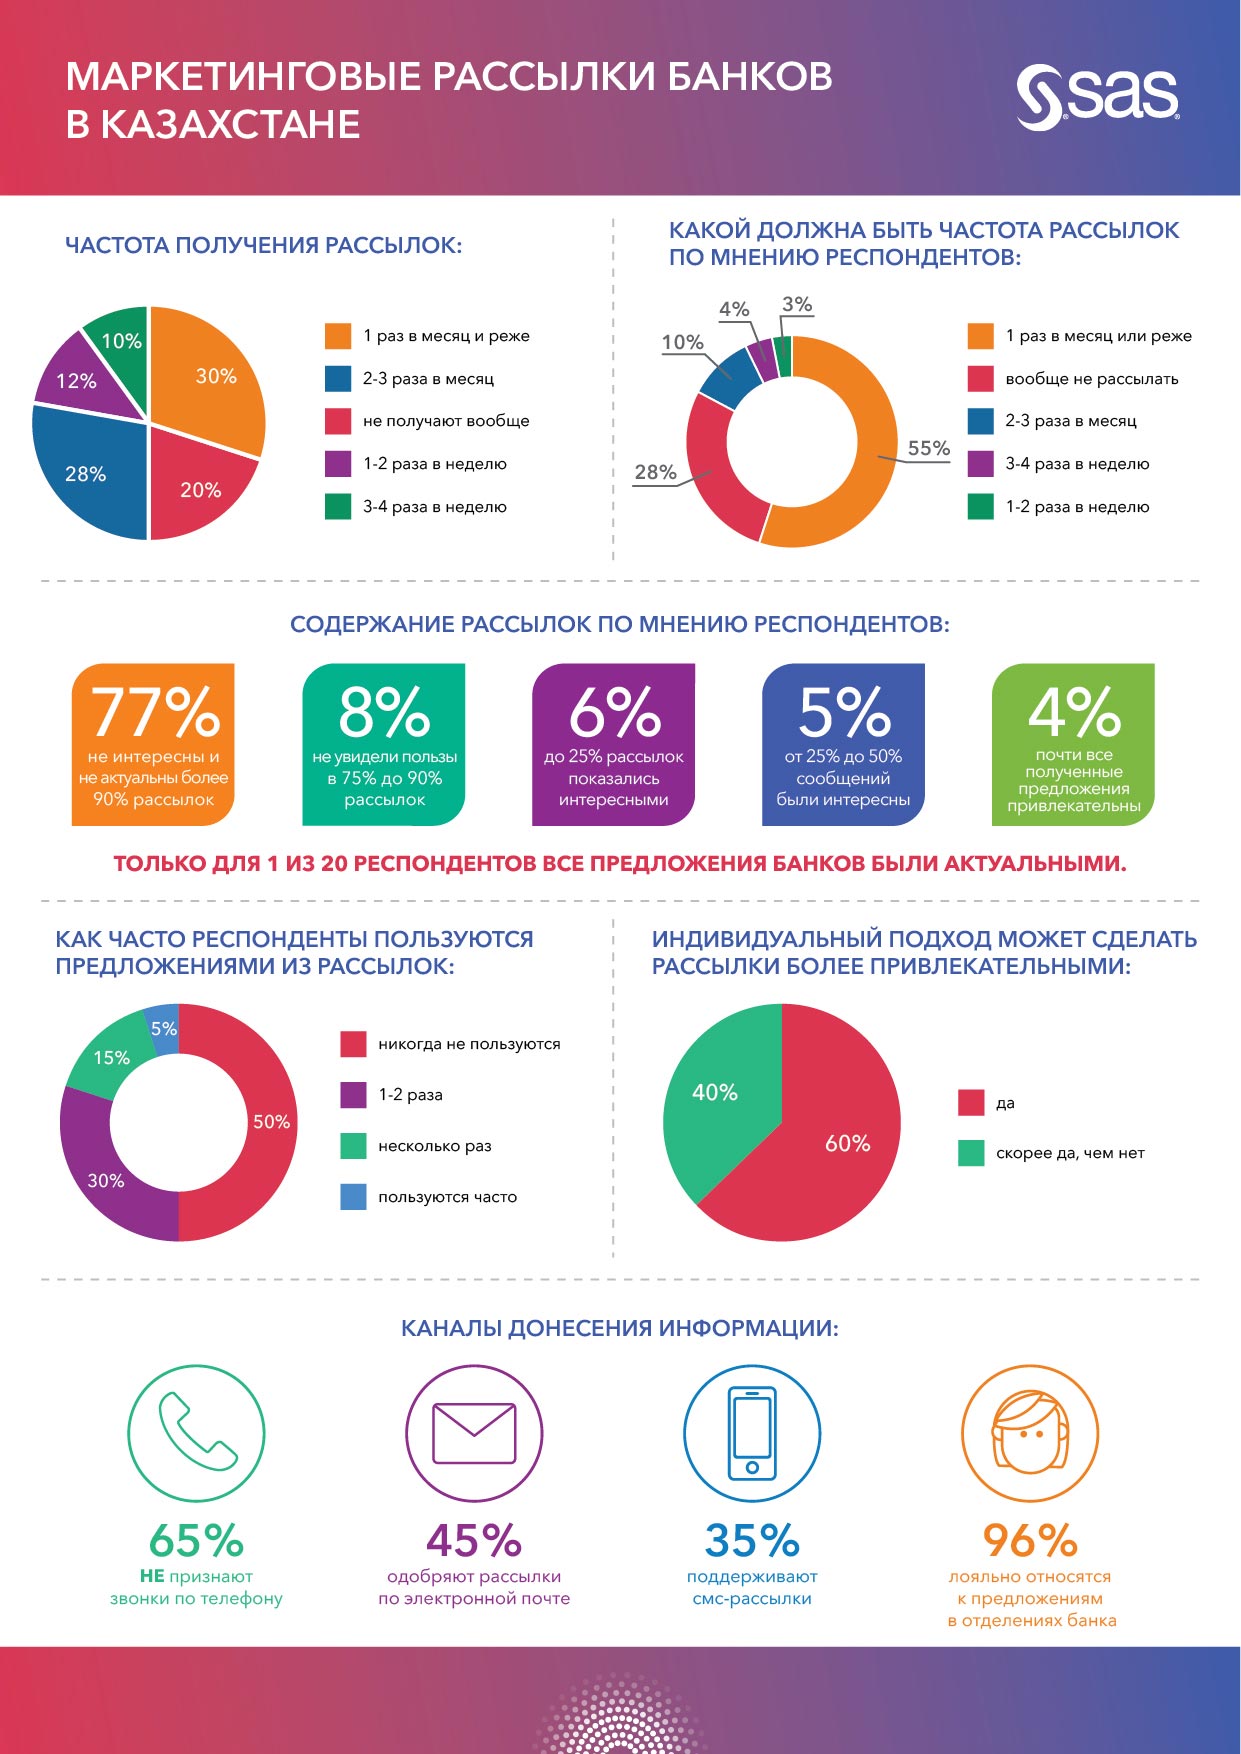 МАРКЕТИНГОВЫЕ РАССЫЛКИ БАНКОВ
В КАЗАХСТАНЕ
sas
ЧАСТОТА ПОЛУЧЕНИЯ РАССЫЛОК:
10%
30%
12%
28%
20%
1 раз в месяц и реже
2-3 раза в месяц
не получают вообще
1-2 раза в неделю
3-4 раза в неделю
КАКОЙ ДОЛЖНА БЫТЬ ЧАСТОТА РАССЫЛОК
ПО МНЕНИЮ РЕСПОНДЕНТОВ:
3%
4%
10%
55%
28%
1 раз в месяц или реже
вообще не рассылать
2-3 раза в месяц
3-4 раза в неделю
1-2 раза в неделю
СОДЕРЖАНИЕ РАССЫЛОК ПО МНЕНИЮ РЕСПОНДЕНТОВ:
77%
не интересны и
не актуальны более
90% рассылок
8%
не увидели пользы
в 75% до 90%
рассылок
6%
до 25% рассылок
показались
интересными
5%
от 25% до 50%
сообщений
были интересны
4%
почти все
полученные
предложения
привлекательны
ТОЛЬКО ДЛЯ 1 ИЗ 20 РЕСПОНДЕНТОВ ВСЕ ПРЕДЛОЖЕНИЯ БАНКОВ БЫЛИ АКТУАЛЬНЫМИ.
КАК ЧАСТО РЕСПОНДЕНТЫ ПОЛЬЗУЮТСЯ
ПРЕДЛОЖЕНИЯМИ ИЗ РАССЫЛОК:
5%
15%
50%
30%
никогда не пользуются
1-2 раза
несколько раз
пользуются часто
ИНДИВИДУАЛЬНЫЙ ПОДХОД МОЖЕТ СДЕЛАТЬ
РАССЫЛКИ БОЛЕЕ ПРИВЛЕКАТЕЛЬНЫМИ:
40%
60%
да
скорее да, чем нет
КАНАЛЫ ДОНЕСЕНИЯ ИНФОРМАЦИИ:
65%
НЕ признают
звонки по телефону
45%
одобряют рассылки
по электронной почте
35%
поддерживают
смс-рассылки
96%
лояльно относятся
к предложениям
в отделениях банка